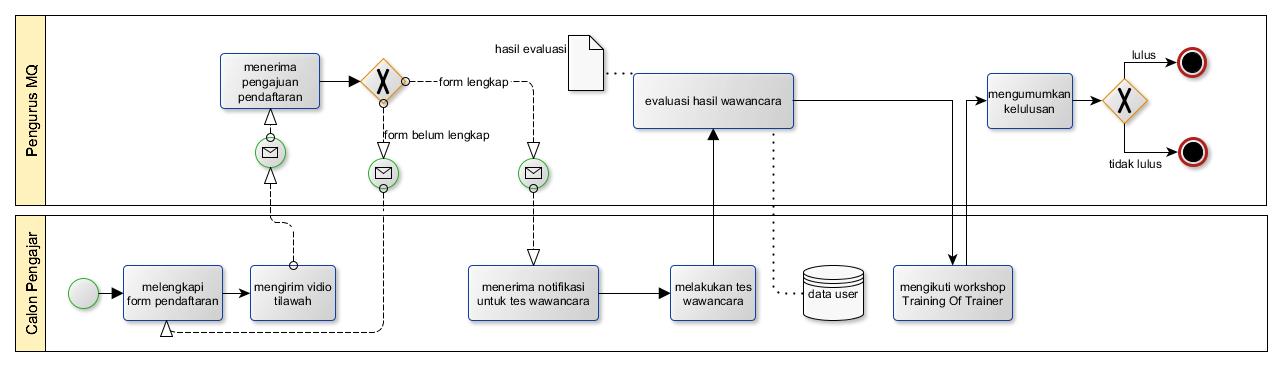 Pengurus MQ
menerima
pengajuan
pendaftaran
form lengkap
form belum lengkap
hasil evaluasi
evaluasi hasil wawancara
mengumumkan
kelulusan
lulus
tidak lulus
Calon Pengajar
melengkapi
form pendaftaran
mengirim vidio
tilawah
menerima notifikasi
untuk tes wawancara
melakukan tes
wawancara
data user
mengikuti workshop
Training Of Trainer